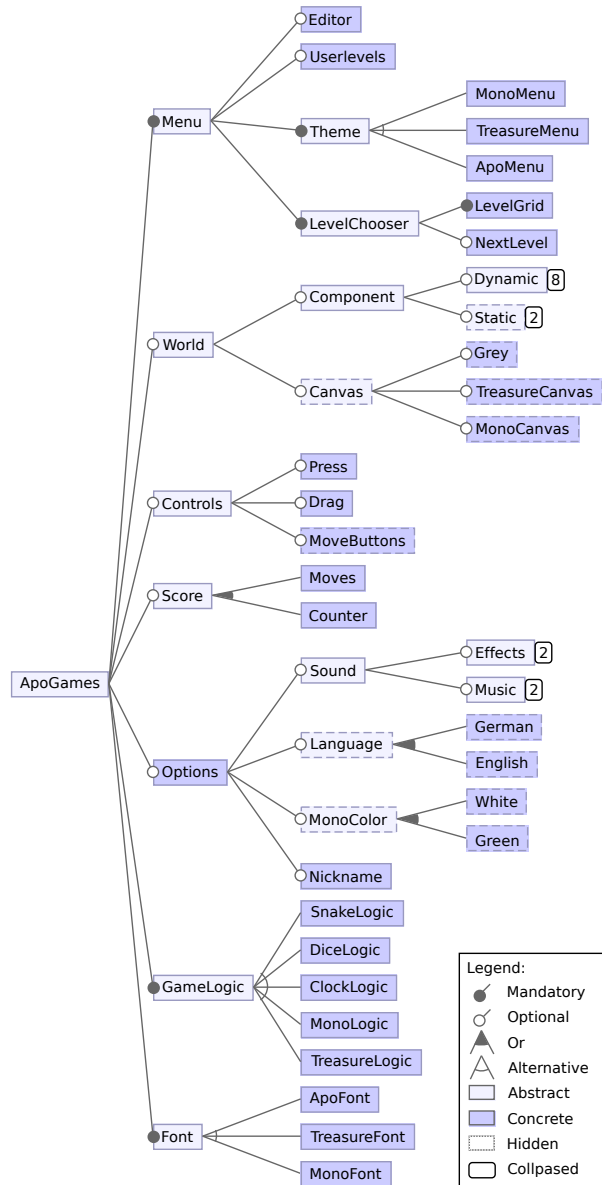 Editor
Userlevels
MonoMenu
Menu
Theme
TreasureMenu
ApoMenu
LevelChooser
LevelGrid
NextLevel
Component
Dynamic 8
Static 2
World
Grey
Canvas
TreasureCanvas
MonoCanvas
Press
Controls
Drag
MoveButtons
Score
Moves
Counter
ApoGames
Sound
Effects 2
Music 2
Options
Language
German
English
MonoColor
White
Green
Nickname
SnakeLogic
DiceLogic
GameLogic
ClockLogic
MonoLogic
TreasureLogic
ApoFont
Font
TreasureFont
MonoFont
Legend:
Mandatory
Optional
Or
Alternative
Abstract
Concrete
Hidden
Collpased